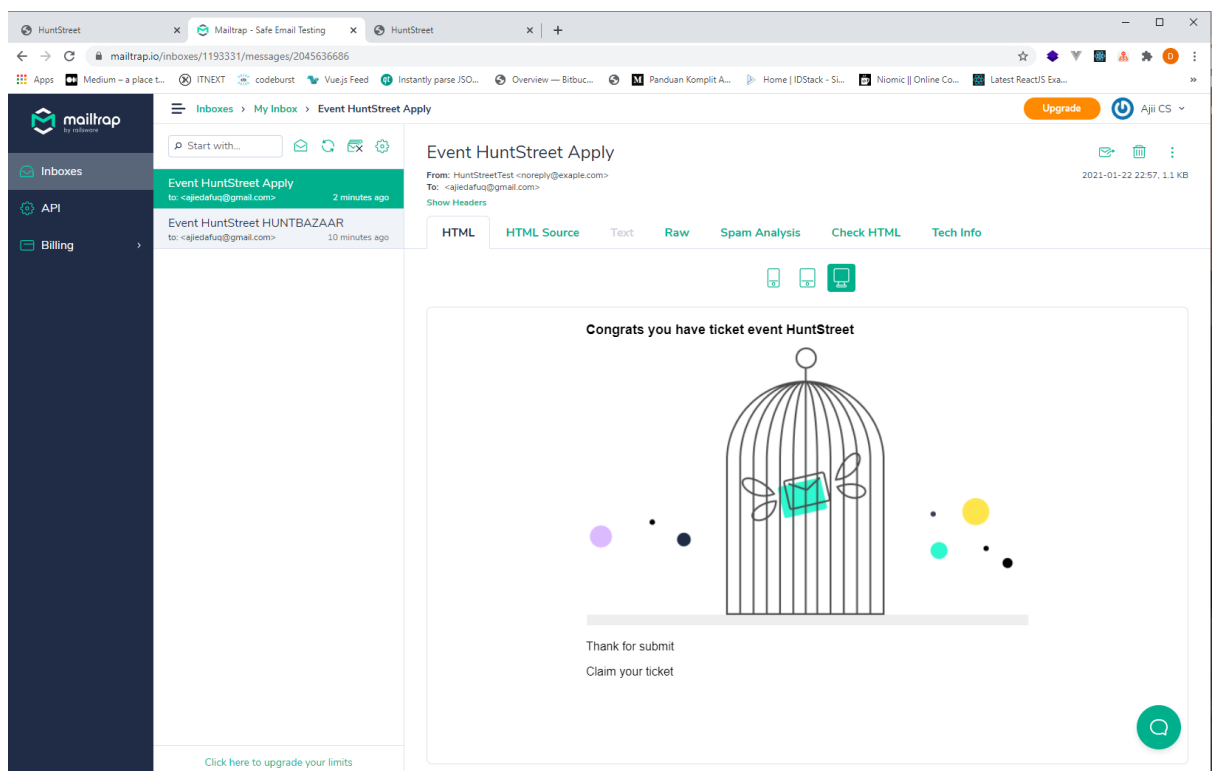 HuntStreet
Mailtrap - Safe Email Testing
HuntStreet
mailtrap.io/inboxes/1193331/messages/2045636686
Apps
Medium – a place t...
ITNEXT
codeburst
Vue.js Feed
Instantly parse JSO...
Overview — Bitbuc...
Panduan Komplit A...
Home | IDStack - Si...
Niomic || Online Co...
Latest ReactJS Exa...
»
mailtrap
by railsware
Inboxes › My Inbox › Event HuntStreet Apply
Upgrade
Ajii CS
Inboxes
API
Billing
Start with...
Event HuntStreet Apply
to: <ajiedafuq@gmail.com> 2 minutes ago
Event HuntStreet HUNTBAZAAR
to: <ajiedafuq@gmail.com> 10 minutes ago
Click here to upgrade your limits
Event HuntStreet Apply
From: HuntStreetTest <noreply@exaple.com>
2021-01-22 22:57, 1.1 KB
To: <ajiedafuq@gmail.com>
Show Headers
HTML HTML Source Text Raw Spam Analysis Check HTML Tech Info
Congrats you have ticket event HuntStreet
Thank for submit
Claim your ticket